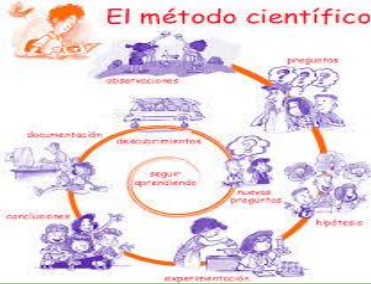 El método científico
observaciones
preguntas
hipótesis
experimentación
conclusiones
documentación
descubrimientos
nuevas
preguntas
seguir
aprendiendo